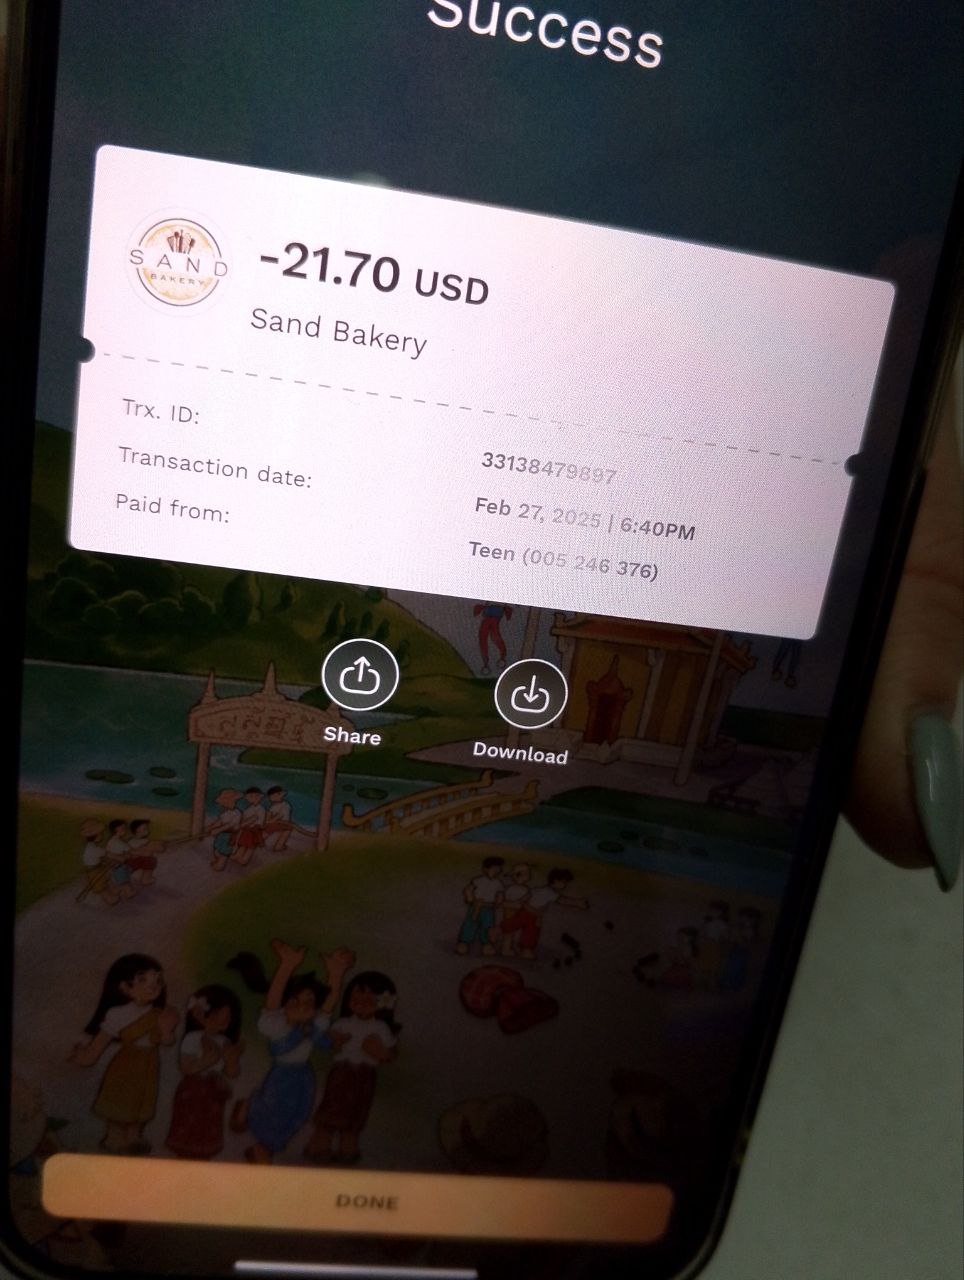 Success
SAND
BAKERY
-21.70 USD
Sand Bakery
Trx. ID: 33138479897
Transaction date: Feb 27, 2025 | 6:40PM
Paid from: Teen (005 246 376)
Share
Download
DONE